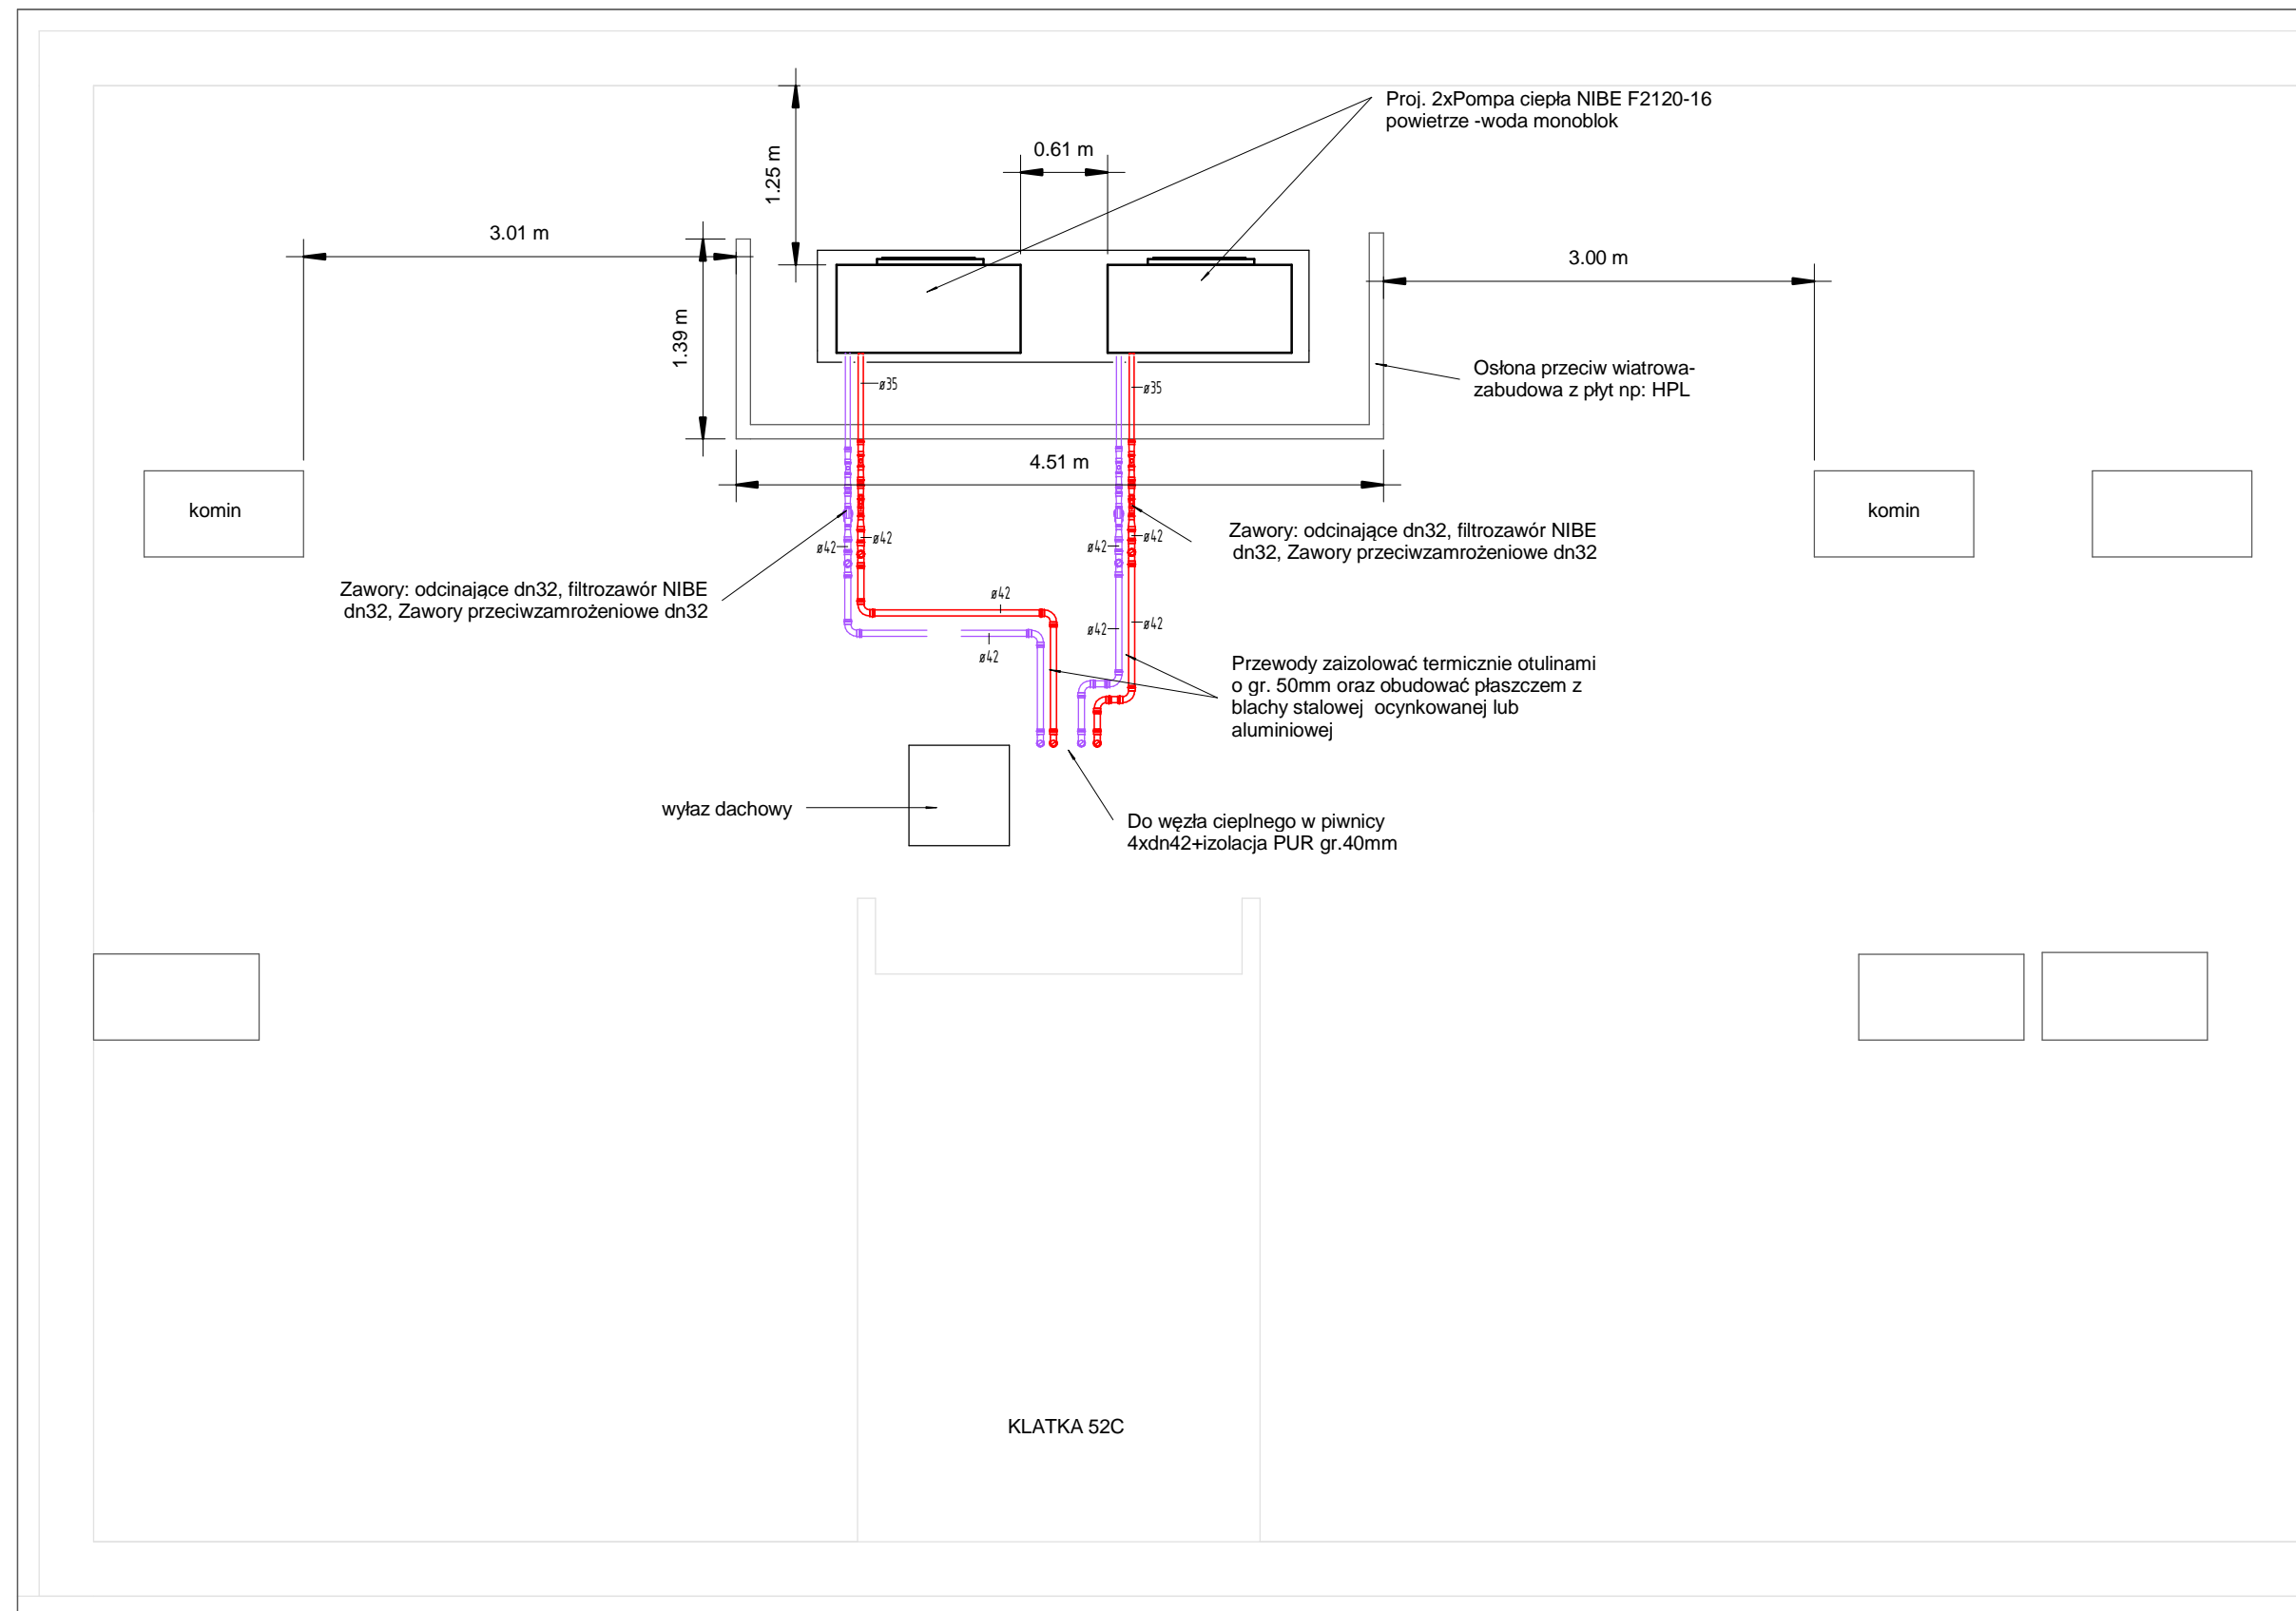 Proj. 2xPompa ciepła NIBE F2120-16
powietrze -woda monoblok
0.61 m
1.25 m
3.01 m
3.00 m
1.39 m
Osłona przeciw wiatrowa-
zabudowa z płyt np: HPL
ø35
ø35
4.51 m
komin
komin
Zawory: odcinające dn32, filtrozawór NIBE
dn32, Zawory przeciwzamrożeniowe dn32
ø42
ø42
ø42
ø42
Zawory: odcinające dn32, filtrozawór NIBE
dn32, Zawory przeciwzamrożeniowe dn32
ø42
ø42
ø42
ø42
Przewody zaizolować termicznie otulinami
o gr. 50mm oraz obudować płaszczem z
blachy stalowej  ocynkowanej lub
aluminiowej
wyłaz dachowy
Do węzła cieplnego w piwnicy
4xdn42+izolacja PUR gr.40mm
KLATKA 52C